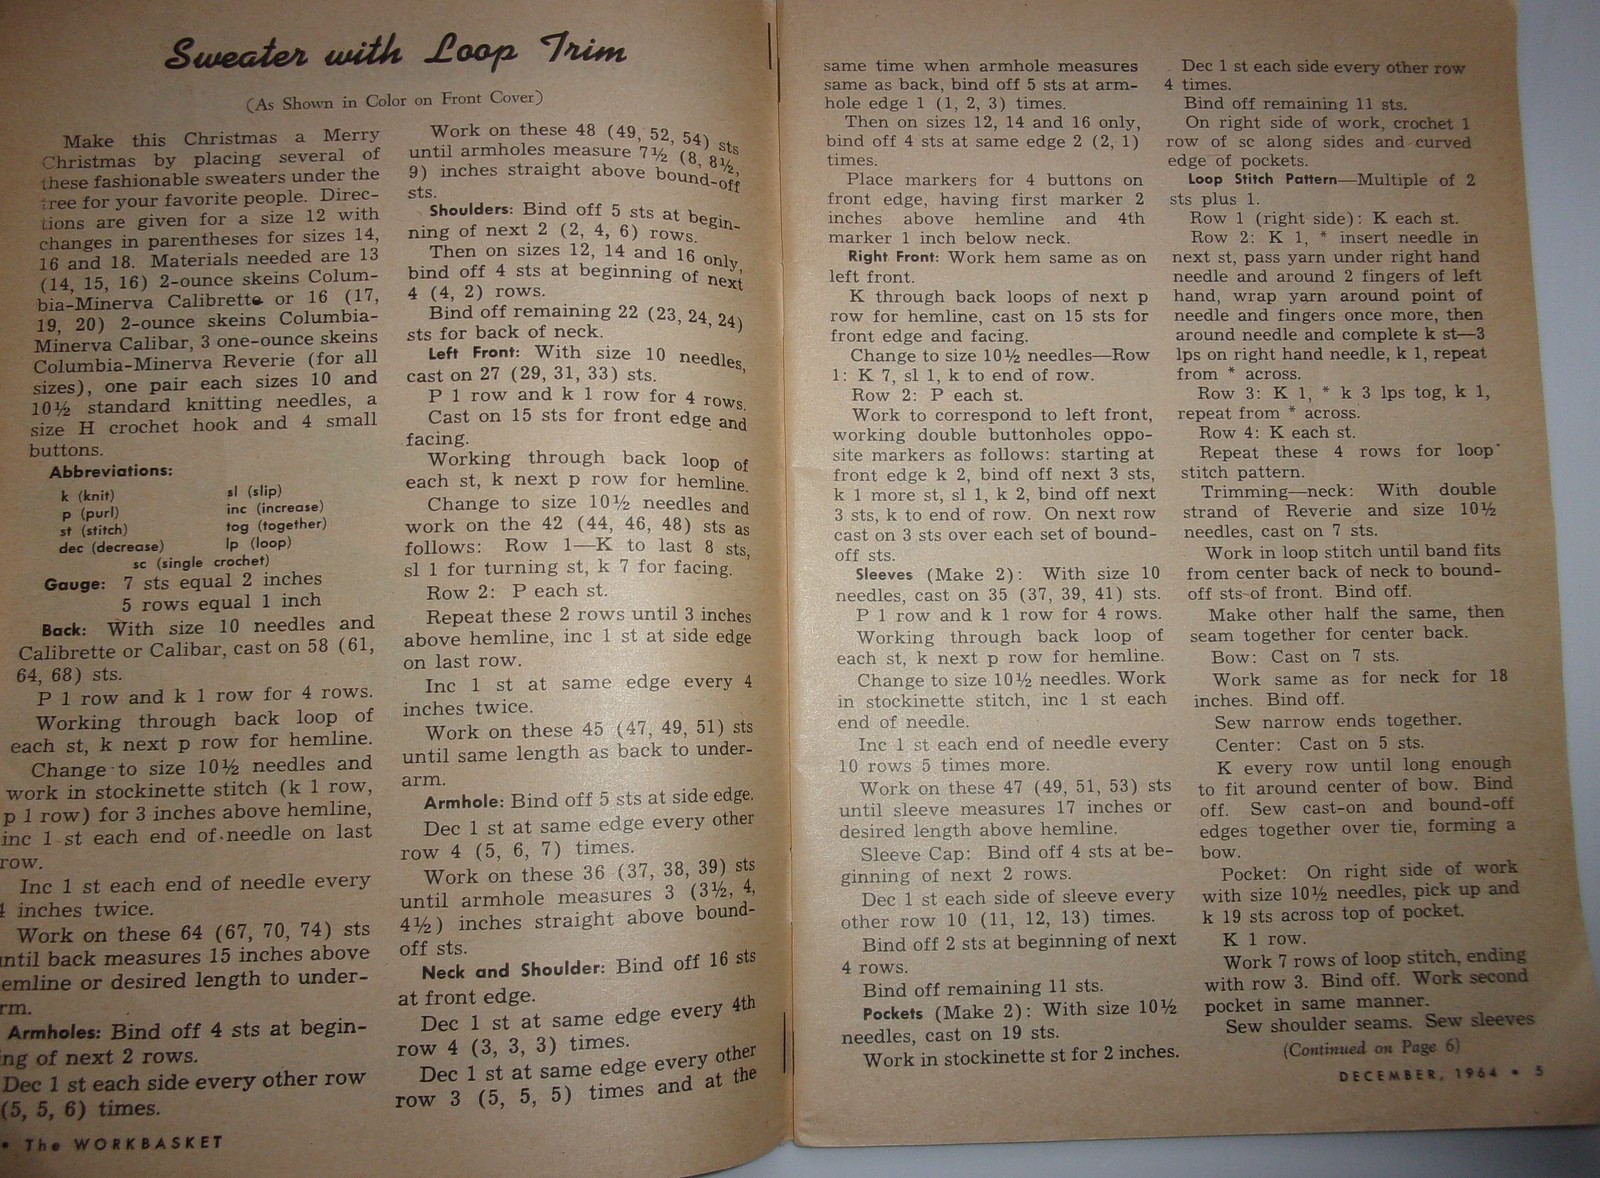 Sweater with Loop Trim
(As Shown in Color on Front Cover)
Make this Christmas a Merry
Christmas by placing several of
these fashionable sweaters under the
tree for your favorite people. Direc-
tions are given for a size 12 with
changes in parentheses for sizes 14,
16 and 18. Materials needed are 13
(14, 15, 16) 2-ounce skeins Colum-
bia-Minerva Calibrette or 16 (17,
19, 20) 2-ounce skeins Columbia-
Minerva Calibar, 3 one-ounce skeins
Columbia-Minerva Reverie (for all
sizes), one pair each sizes 10 and
10½ standard knitting needles, a
size H crochet hook and 4 small
buttons.
Abbreviations:
k (knit) sl (slip)
p (purl) inc (increase)
st (stitch) tog (together)
dec (decrease) lp (loop)
sc (single crochet)
Gauge: 7 sts equal 2 inches
5 rows equal 1 inch
Back: With size 10 needles and
Calibrette or Calibar, cast on 58 (61,
64, 68) sts.
P 1 row and k 1 row for 4 rows.
Working through back loop of
each st, k next p row for hemline.
Change to size 10½ needles and
work in stockinette stitch (k 1 row,
p 1 row) for 3 inches above hemline,
inc 1 st each end of needle on last
row.
Inc 1 st each end of needle every
4 inches twice.
Work on these 64 (67, 70, 74) sts
until back measures 15 inches above
emline or desired length to under-
rm.
Armholes: Bind off 4 sts at begin-
ng of next 2 rows.
Dec 1 st each side every other row
(5, 5, 6) times.
• The WORKBASKET
Work on these 48 (49, 52, 54) sts
until armholes measure 7½ (8, 8½,
9) inches straight above bound-off
sts.
Shoulders: Bind off 5 sts at begin-
ning of next 2 (2, 4, 6) rows.
Then on sizes 12, 14 and 16 only,
bind off 4 sts at beginning of next
4 (4, 2) rows.
Bind off remaining 22 (23, 24, 24)
sts for back of neck.
Left Front: With size 10 needles,
cast on 27 (29, 31, 33) sts.
P 1 row and k 1 row for 4 rows.
Cast on 15 sts for front edge and
facing.
Working through back loop of
each st, k next p row for hemline.
Change to size 10½ needles and
work on the 42 (44, 46, 48) sts as
follows: Row 1—K to last 8 sts,
sl 1 for turning st, k 7 for facing.
Row 2: P each st.
Repeat these 2 rows until 3 inches
above hemline, inc 1 st at side edge
on last row.
Inc 1 st at same edge every 4
inches twice.
Work on these 45 (47, 49, 51) sts
until same length as back to under-
arm.
Armhole: Bind off 5 sts at side edge.
Dec 1 st at same edge every other
row 4 (5, 6, 7) times.
Work on these 36 (37, 38, 39) sts
until armhole measures 3 (3½, 4,
4½) inches straight above bound-
off sts.
Neck and Shoulder: Bind off 16 sts
at front edge.
Dec 1 st at same edge every 4th
row 4 (3, 3, 3) times.
Dec 1 st at same edge every other
row 3 (5, 5, 5) times and at the
same time when armhole measures
same as back, bind off 5 sts at arm-
hole edge 1 (1, 2, 3) times.
Then on sizes 12, 14 and 16 only,
bind off 4 sts at same edge 2 (2, 1)
times.
Place markers for 4 buttons on
front edge, having first marker 2
inches above hemline and 4th
marker 1 inch below neck.
Right Front: Work hem same as on
left front.
K through back loops of next p
row for hemline, cast on 15 sts for
front edge and facing.
Change to size 10½ needles—Row
1: K 7, sl 1, k to end of row.
Row 2: P each st.
Work to correspond to left front,
working double buttonholes oppo-
site markers as follows: starting at
front edge k 2, bind off next 3 sts,
k 1 more st, sl 1, k 2, bind off next
3 sts, k to end of row. On next row
cast on 3 sts over each set of bound-
off sts.
Sleeves (Make 2): With size 10
needles, cast on 35 (37, 39, 41) sts.
P 1 row and k 1 row for 4 rows.
Working through back loop of
each st, k next p row for hemline.
Change to size 10½ needles. Work
in stockinette stitch, inc 1 st each
end of needle.
Inc 1 st each end of needle every
10 rows 5 times more.
Work on these 47 (49, 51, 53) sts
until sleeve measures 17 inches or
desired length above hemline.
Sleeve Cap: Bind off 4 sts at be-
ginning of next 2 rows.
Dec 1 st each side of sleeve every
other row 10 (11, 12, 13) times.
Bind off 2 sts at beginning of next
4 rows.
Bind off remaining 11 sts.
Pockets (Make 2): With size 10½
needles, cast on 19 sts.
Work in stockinette st for 2 inches.
Dec 1 st each side every other row
4 times.
Bind off remaining 11 sts.
On right side of work, crochet 1
row of sc along sides and curved
edge of pockets.
Loop Stitch Pattern—Multiple of 2
sts plus 1.
Row 1 (right side): K each st.
Row 2: K 1, * insert needle in
next st, pass yarn under right hand
needle and around 2 fingers of left
hand, wrap yarn around point of
needle and fingers once more, then
around needle and complete k st—3
lps on right hand needle, k 1, repeat
from * across.
Row 3: K 1, * k 3 lps tog, k 1,
repeat from * across.
Row 4: K each st.
Repeat these 4 rows for loop
stitch pattern.
Trimming—neck: With double
strand of Reverie and size 10½
needles, cast on 7 sts.
Work in loop stitch until band fits
from center back of neck to bound-
off sts of front. Bind off.
Make other half the same, then
seam together for center back.
Bow: Cast on 7 sts.
Work same as for neck for 18
inches. Bind off.
Sew narrow ends together.
Center: Cast on 5 sts.
K every row until long enough
to fit around center of bow. Bind
off. Sew cast-on and bound-off
edges together over tie, forming a
bow.
Pocket: On right side of work
with size 10½ needles, pick up and
k 19 sts across top of pocket.
K 1 row.
Work 7 rows of loop stitch, ending
with row 3. Bind off. Work second
pocket in same manner.
Sew shoulder seams. Sew sleeves
(Continued on Page 6)
DECEMBER, 1964 • 5